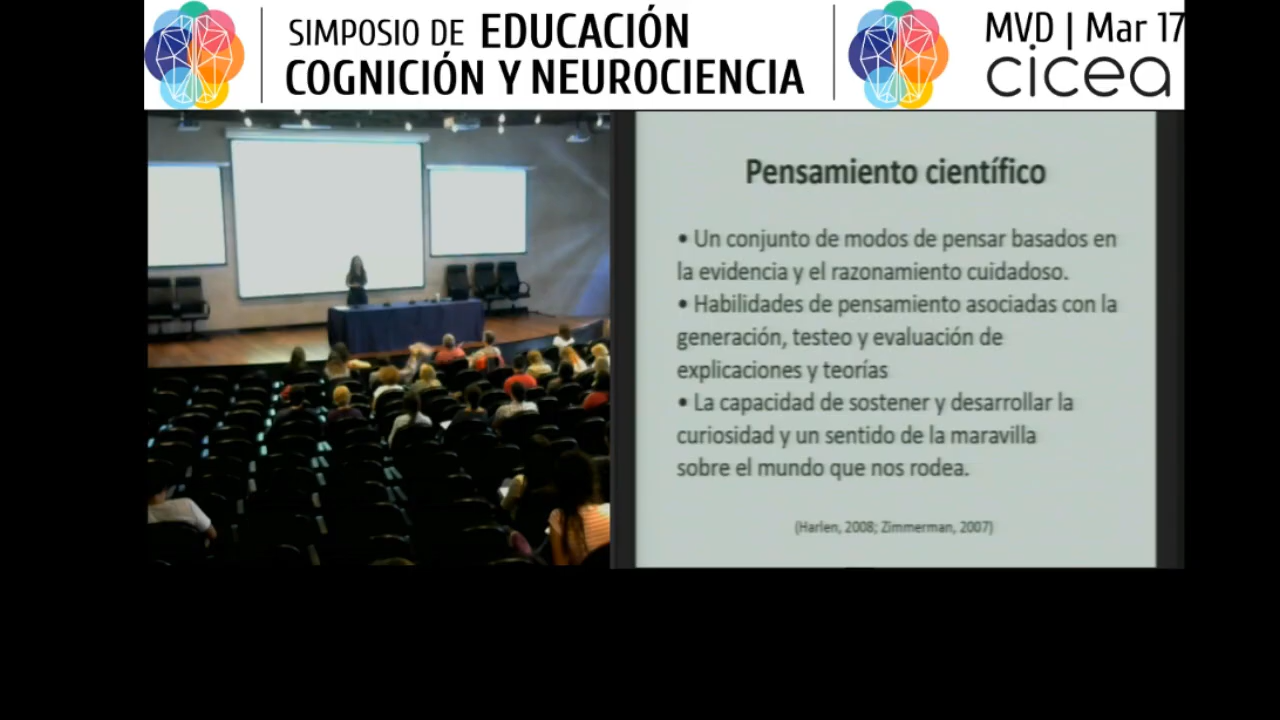 SIMPOSIO DE EDUCACIÓN
COGNICIÓN Y NEUROCIENCIA
MVD | Mar 17
cicea
Pensamiento científico
• Un conjunto de modos de pensar basados en
la evidencia y el razonamiento cuidadoso.
• Habilidades de pensamiento asociadas con la
generación, testeo y evaluación de
explicaciones y teorías
• La capacidad de sostener y desarrollar la
curiosidad y un sentido de la maravilla
sobre el mundo que nos rodea.
(Harlen, 2008; Zimmerman, 2007)